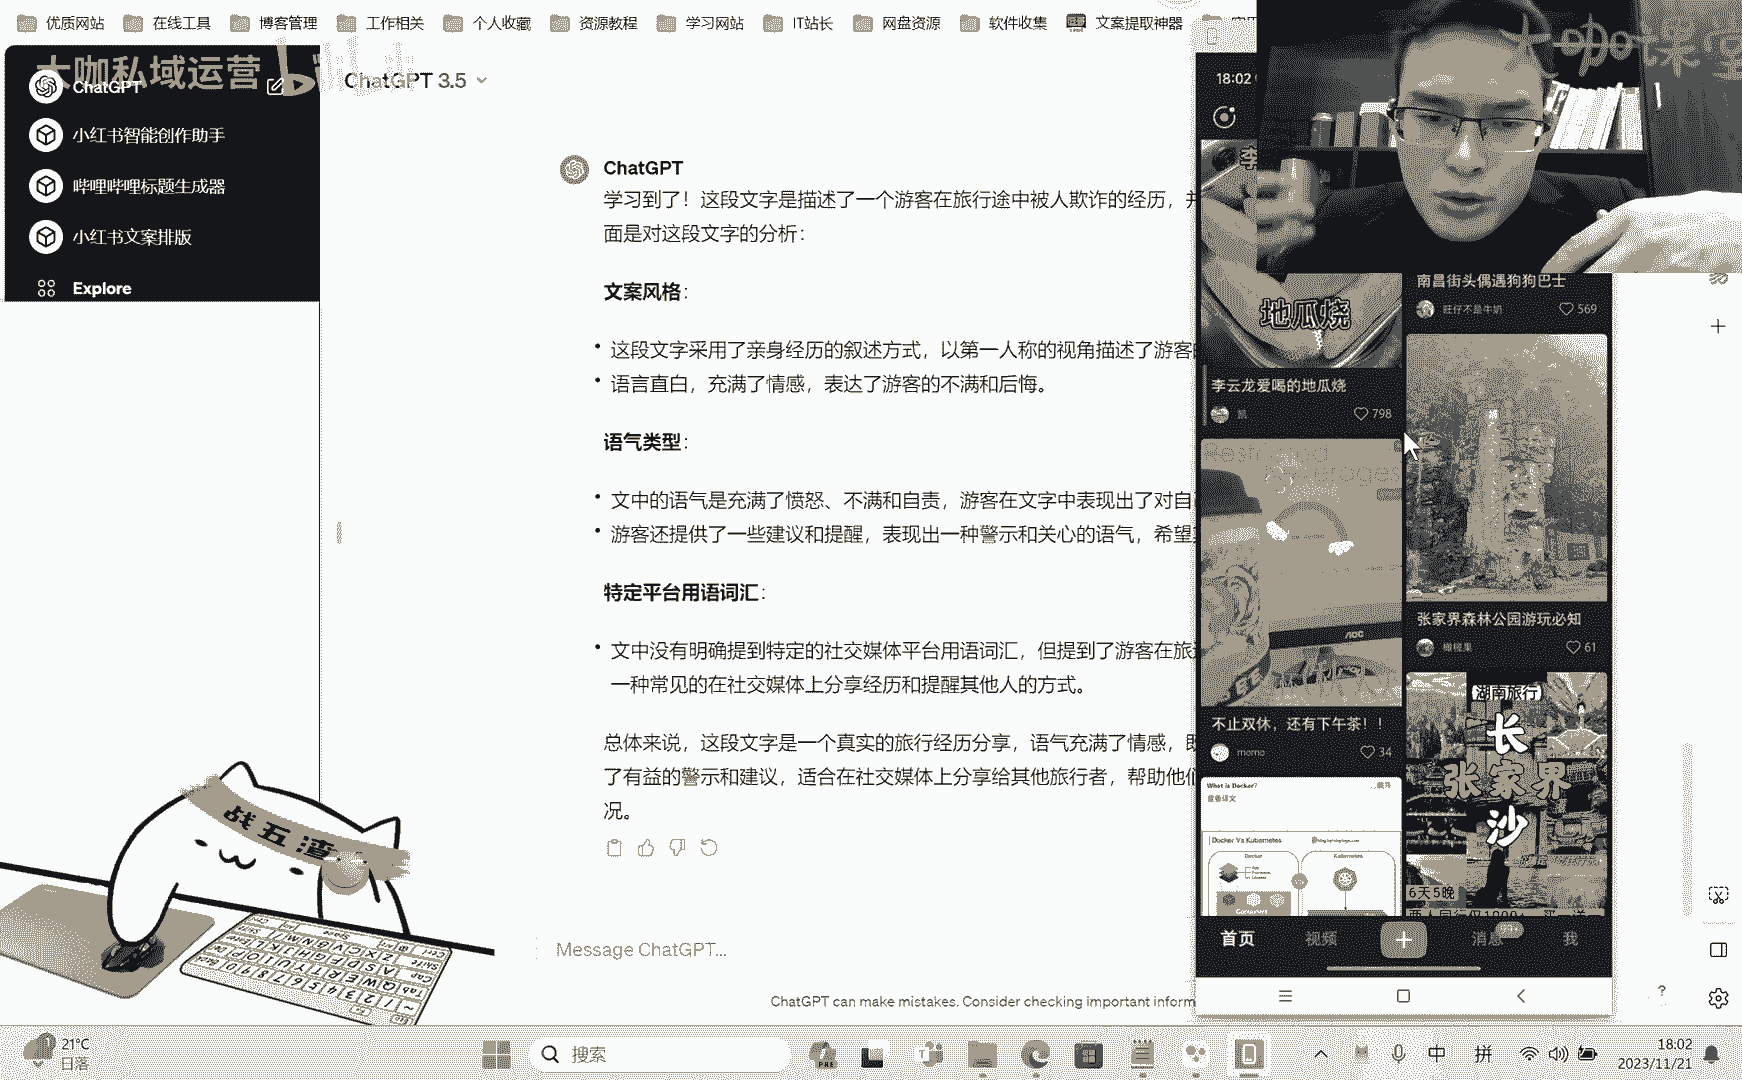 优质网站 在线工具 博客管理 工作相关 个人收藏 资源教程 学习网站 IT站长 网盘资源 软件收集 文案提取神器
大咖私域运营
大咖课堂
ChatGPT
小红书智能创作助手
哔哩哔哩标题生成器
小红书文案排版
Explore
ChatGPT 3.5
ChatGPT
学习到了！这段文字是描述了一个游客在旅行途中被人欺诈的经历，并
面是对这段文字的分析：
文案风格：
• 这段文字采用了亲身经历的叙述方式，以第一人称的视角描述了游客的
• 语言直白，充满了情感，表达了游客的不满和后悔。
语气类型：
• 文中的语气是充满了愤怒、不满和自责，游客在文字中表现出了对自己
• 游客还提供了一些建议和提醒，表现出一种警示和关心的语气，希望
特定平台用语词汇：
• 文中没有明确提到特定的社交媒体平台用语词汇，但提到了游客在旅
一种常见的在社交媒体上分享经历和提醒其他人的方式。
总体来说，这段文字是一个真实的旅行经历分享，语气充满了情感，既
了有益的警示和建议，适合在社交媒体上分享给其他旅行者，帮助他们
况。
Message ChatGPT...
ChatGPT can make mistakes. Consider checking important inform
战五渣
18:02
地瓜烧
李云龙爱喝的地瓜烧
凯 798
AOC
不止双休，还有下午茶！！
momo 34
What is Docker?
查看译文
Docker Vs Kubernetes
Docker
Kubernetes
南昌街头偶遇狗狗巴士
旺仔不是牛奶 569
张家界森林公园游玩必知
橄榄果 61
湖南旅行
长
张家界
沙
6天5晚
首页 视频 消息 我
21°C
日落
搜索
中 拼
18:02
2023/11/21